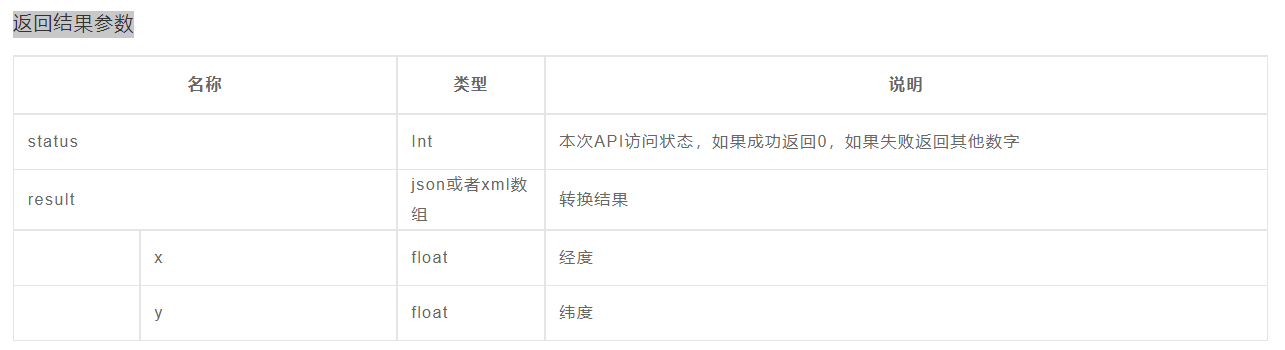 返回结果参数
名称 类型 说明
status Int 本次API访问状态，如果成功返回0，如果失败返回其他数字
result json或者xml数组 转换结果
x float 经度
y float 纬度